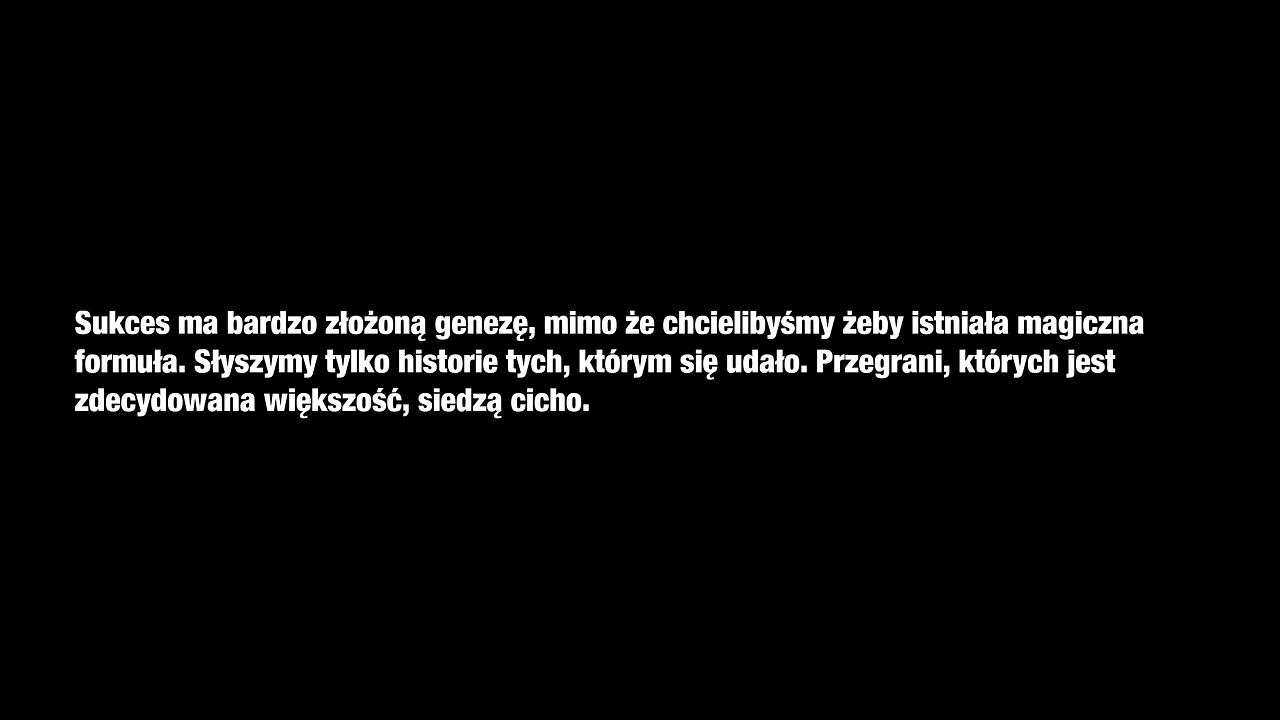 Sukces ma bardzo złożoną genezę, mimo że chcielibyśmy żeby istniała magiczna
formuła. Słyszymy tylko historie tych, którym się udało. Przegrani, których jest
zdecydowana większość, siedzą cicho.